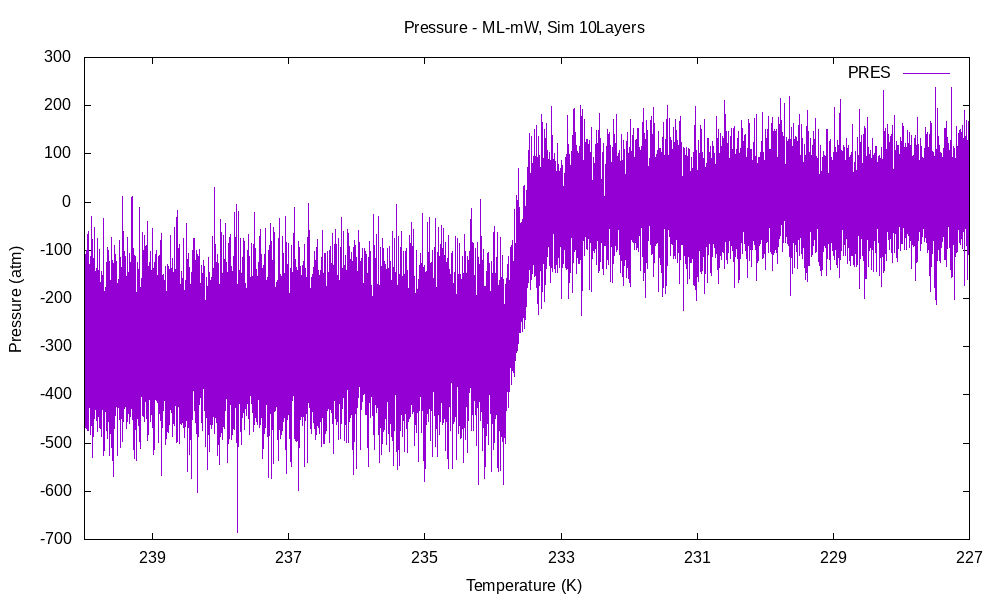 Pressure - ML-mW, Sim 10Layers
PRES
300
200
100
0
-100
-200
-300
-400
-500
-600
-700
Pressure (atm)
239 237 235 233 231 229 227
Temperature (K)